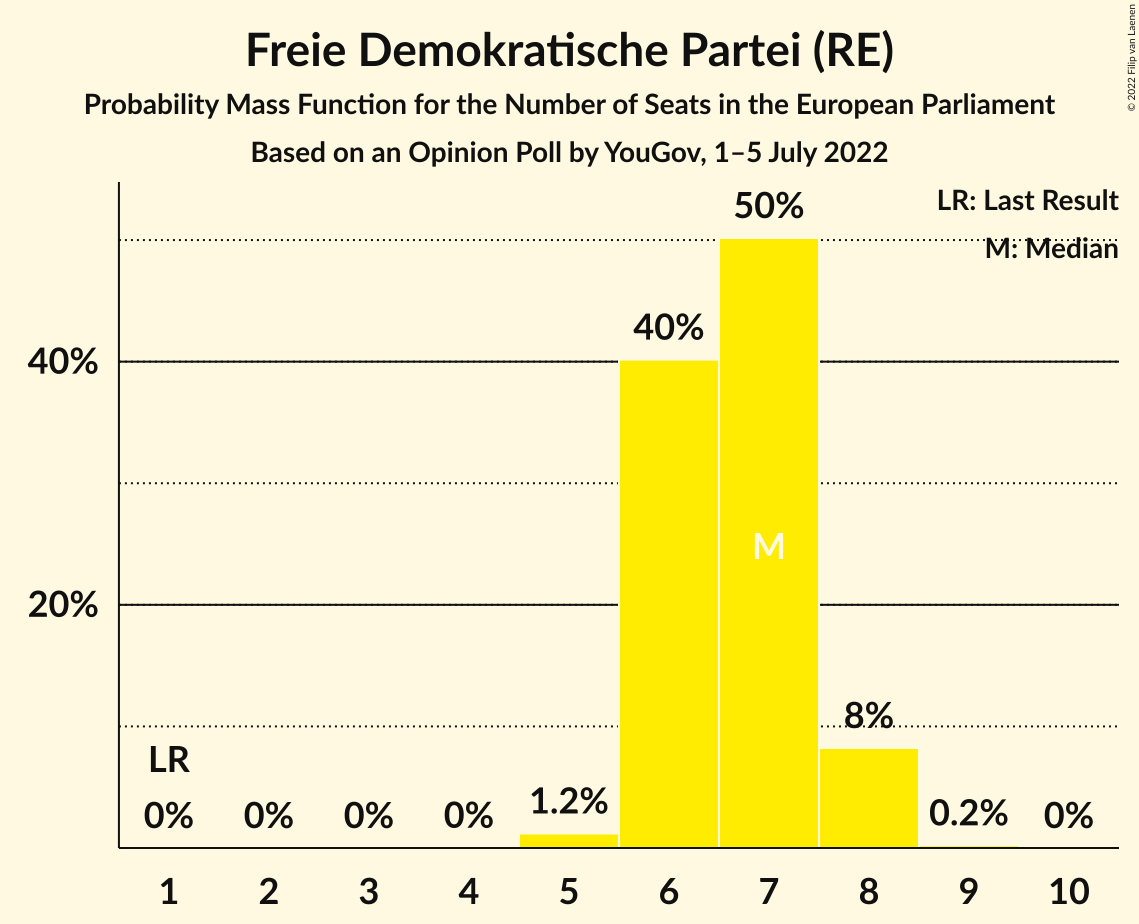 Freie Demokratische Partei (RE)
Probability Mass Function for the Number of Seats in the European Parliament
Based on an Opinion Poll by YouGov, 1–5 July 2022
© 2022 Filip van Laenen
LR: Last Result
M: Median
50%
40%
40%
20%
M
8%
LR
0% 0% 0% 0% 1.2% 0.2% 0%
1 2 3 4 5 6 7 8 9 10